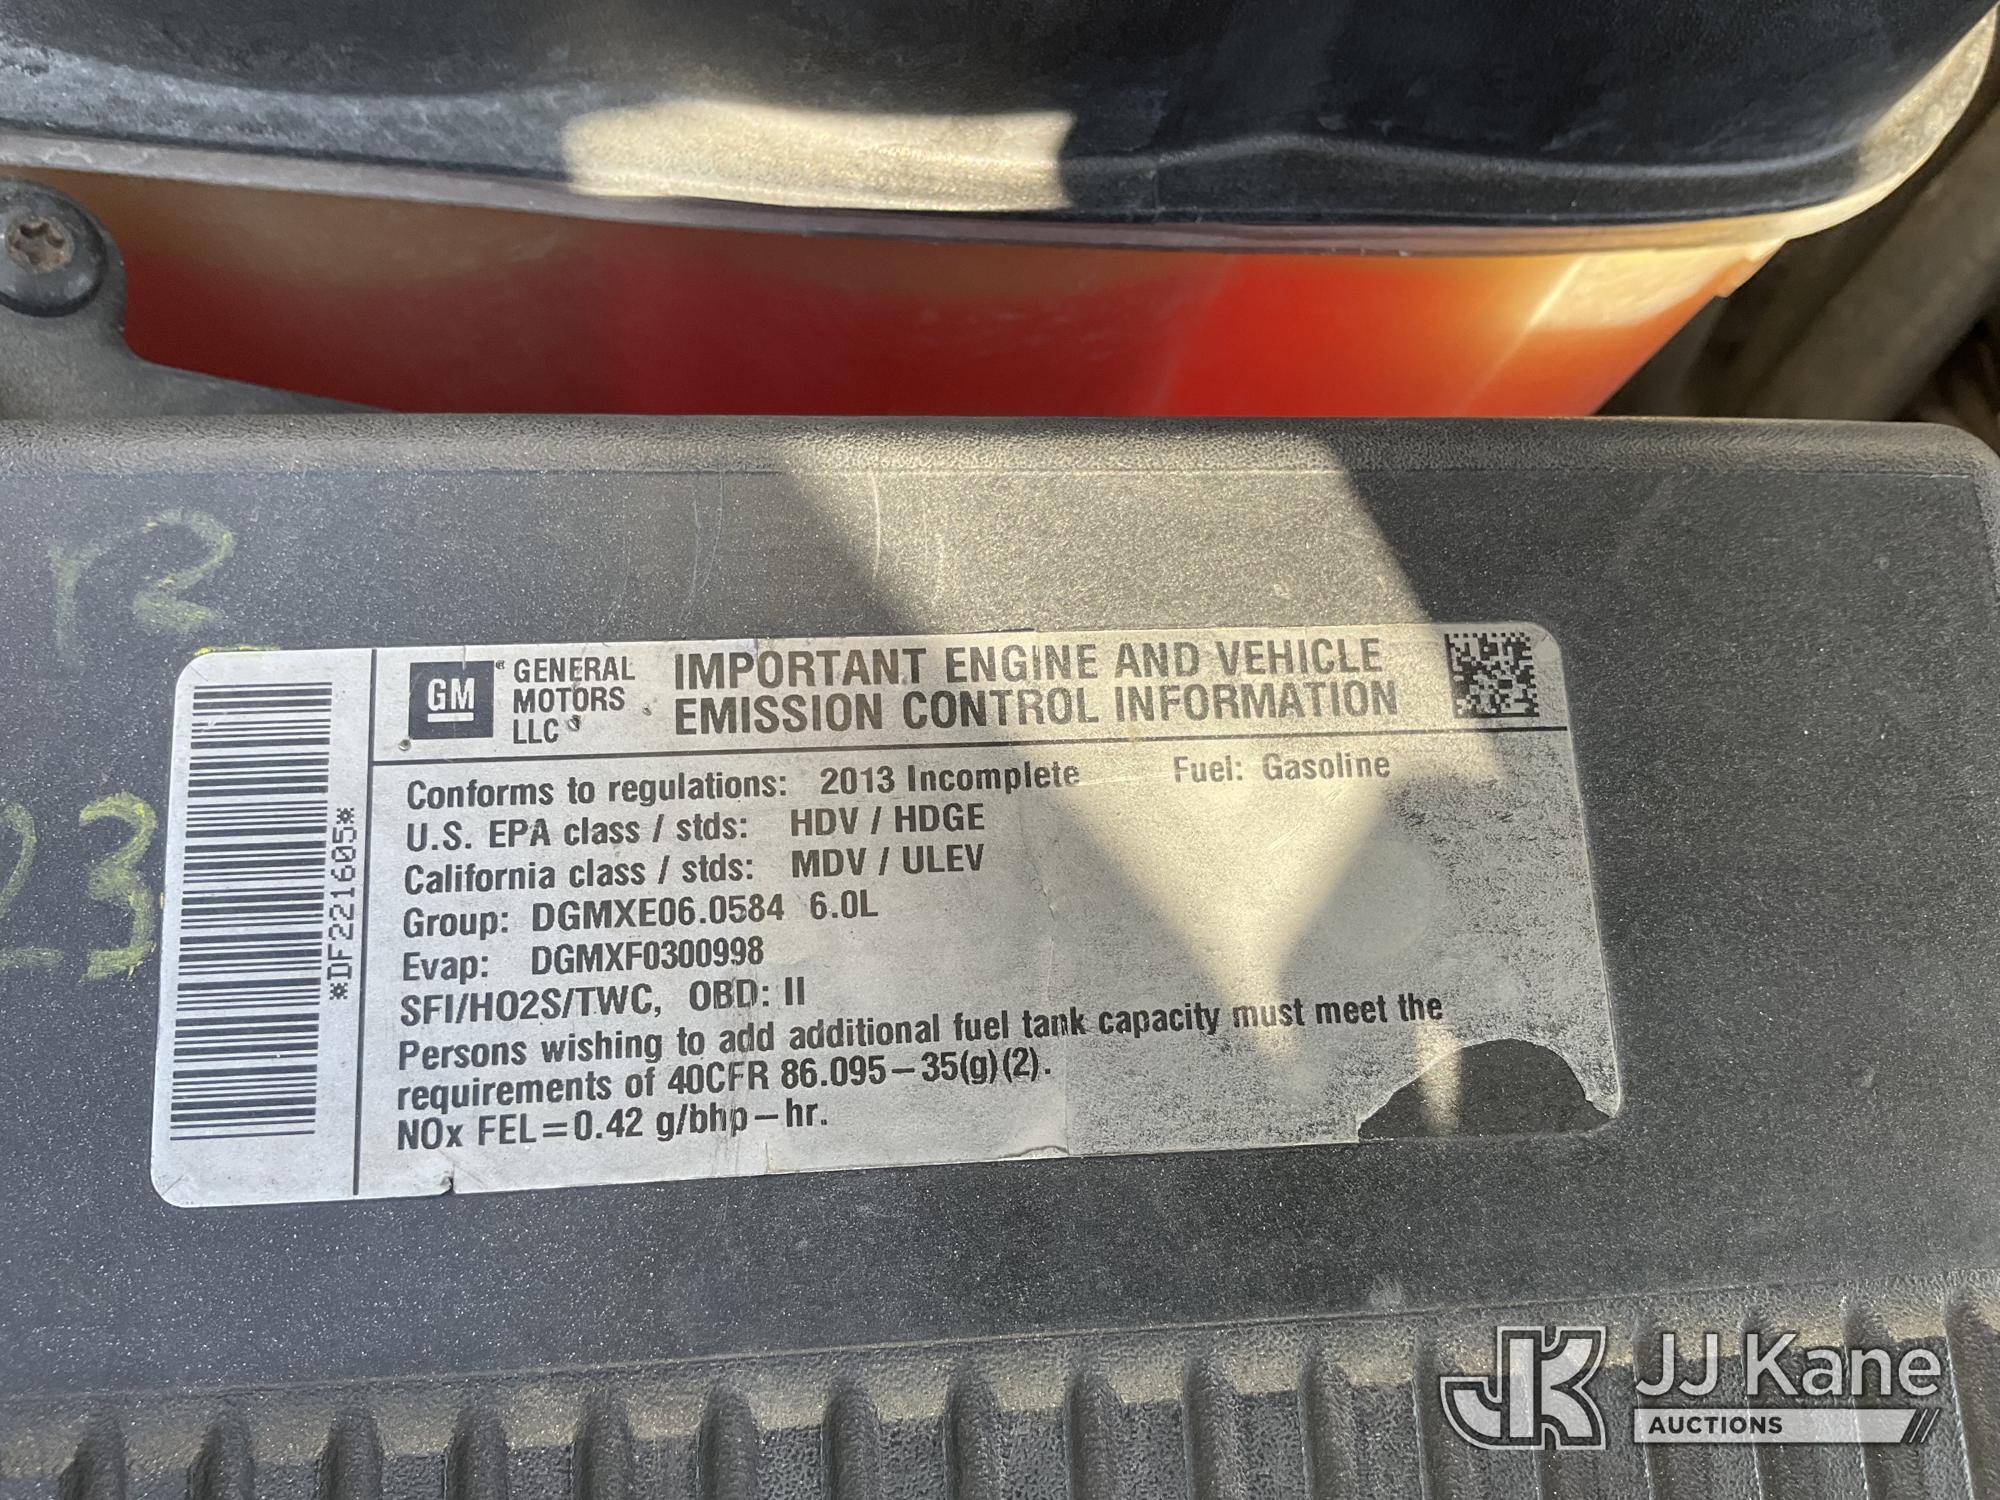 r2
23
GM GENERAL
MOTORS
LLC
IMPORTANT ENGINE AND VEHICLE
EMISSION CONTROL INFORMATION
*DF221605*
Conforms to regulations: 2013 Incomplete Fuel: Gasoline
U.S. EPA class / stds: HDV / HDGE
California class / stds: MDV / ULEV
Group: DGMXE06.0584 6.0L
Evap: DGMXF0300998
SFI/HO2S/TWC, OBD: II
Persons wishing to add additional fuel tank capacity must meet the
requirements of 40CFR 86.095–35(g)(2).
NOx FEL=0.42 g/bhp–hr.
JK JJ Kane
AUCTIONS